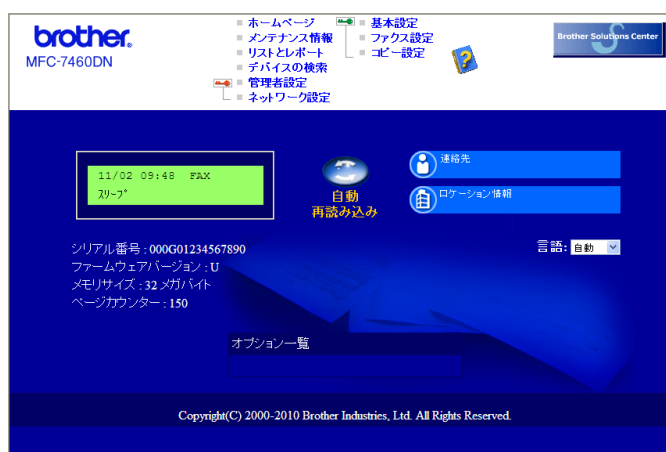 brother
MFC-7460DN
ホームページ
メンテナンス情報
リストとレポート
デバイスの検索
管理者設定
ネットワーク設定
基本設定
ファクス設定
コピー設定
Brother Solutions Center
11/02 09:48 FAX
スリープ
自動
再読み込み
連絡先
ロケーション情報
シリアル番号 : 000G01234567890
ファームウェアバージョン : U
メモリサイズ : 32 メガバイト
ページカウンター : 150
言語: 自動
オプション一覧
Copyright(C) 2000-2010 Brother Industries, Ltd. All Rights Reserved.